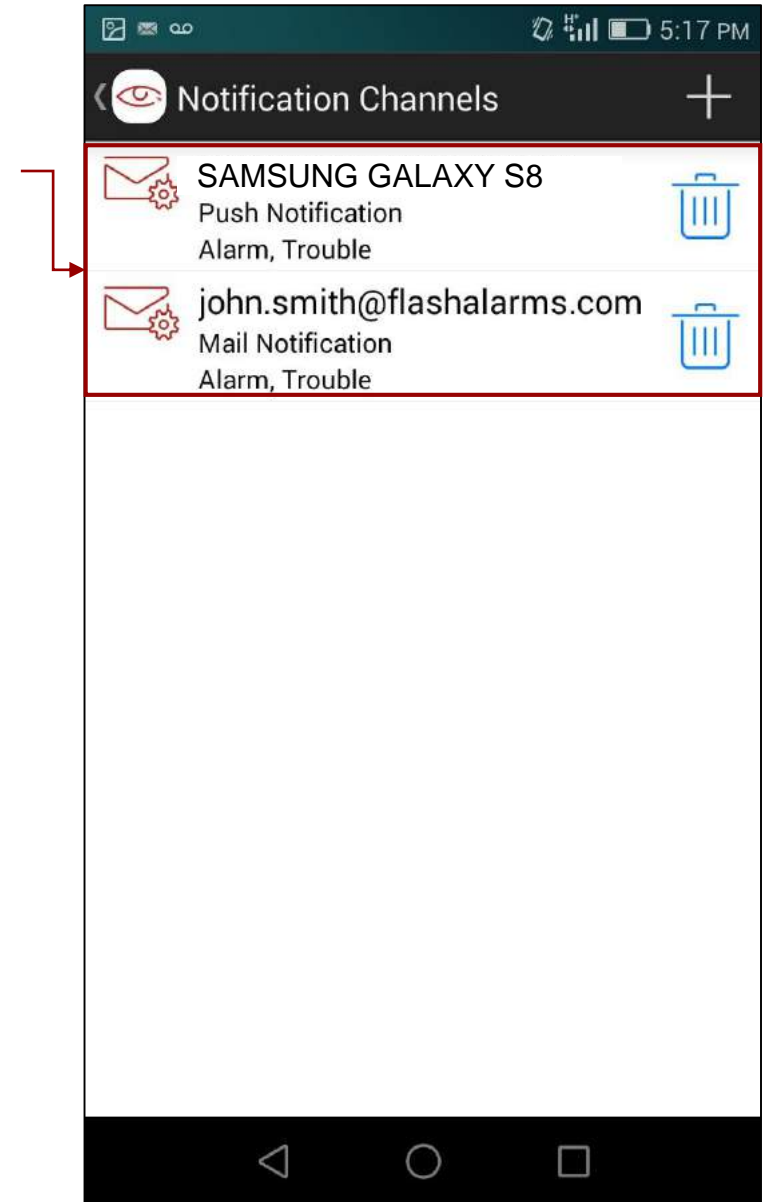 5:17 PM
Notification Channels
SAMSUNG GALAXY S8
Push Notification
Alarm, Trouble
john.smith@flashalarms.com
Mail Notification
Alarm, Trouble